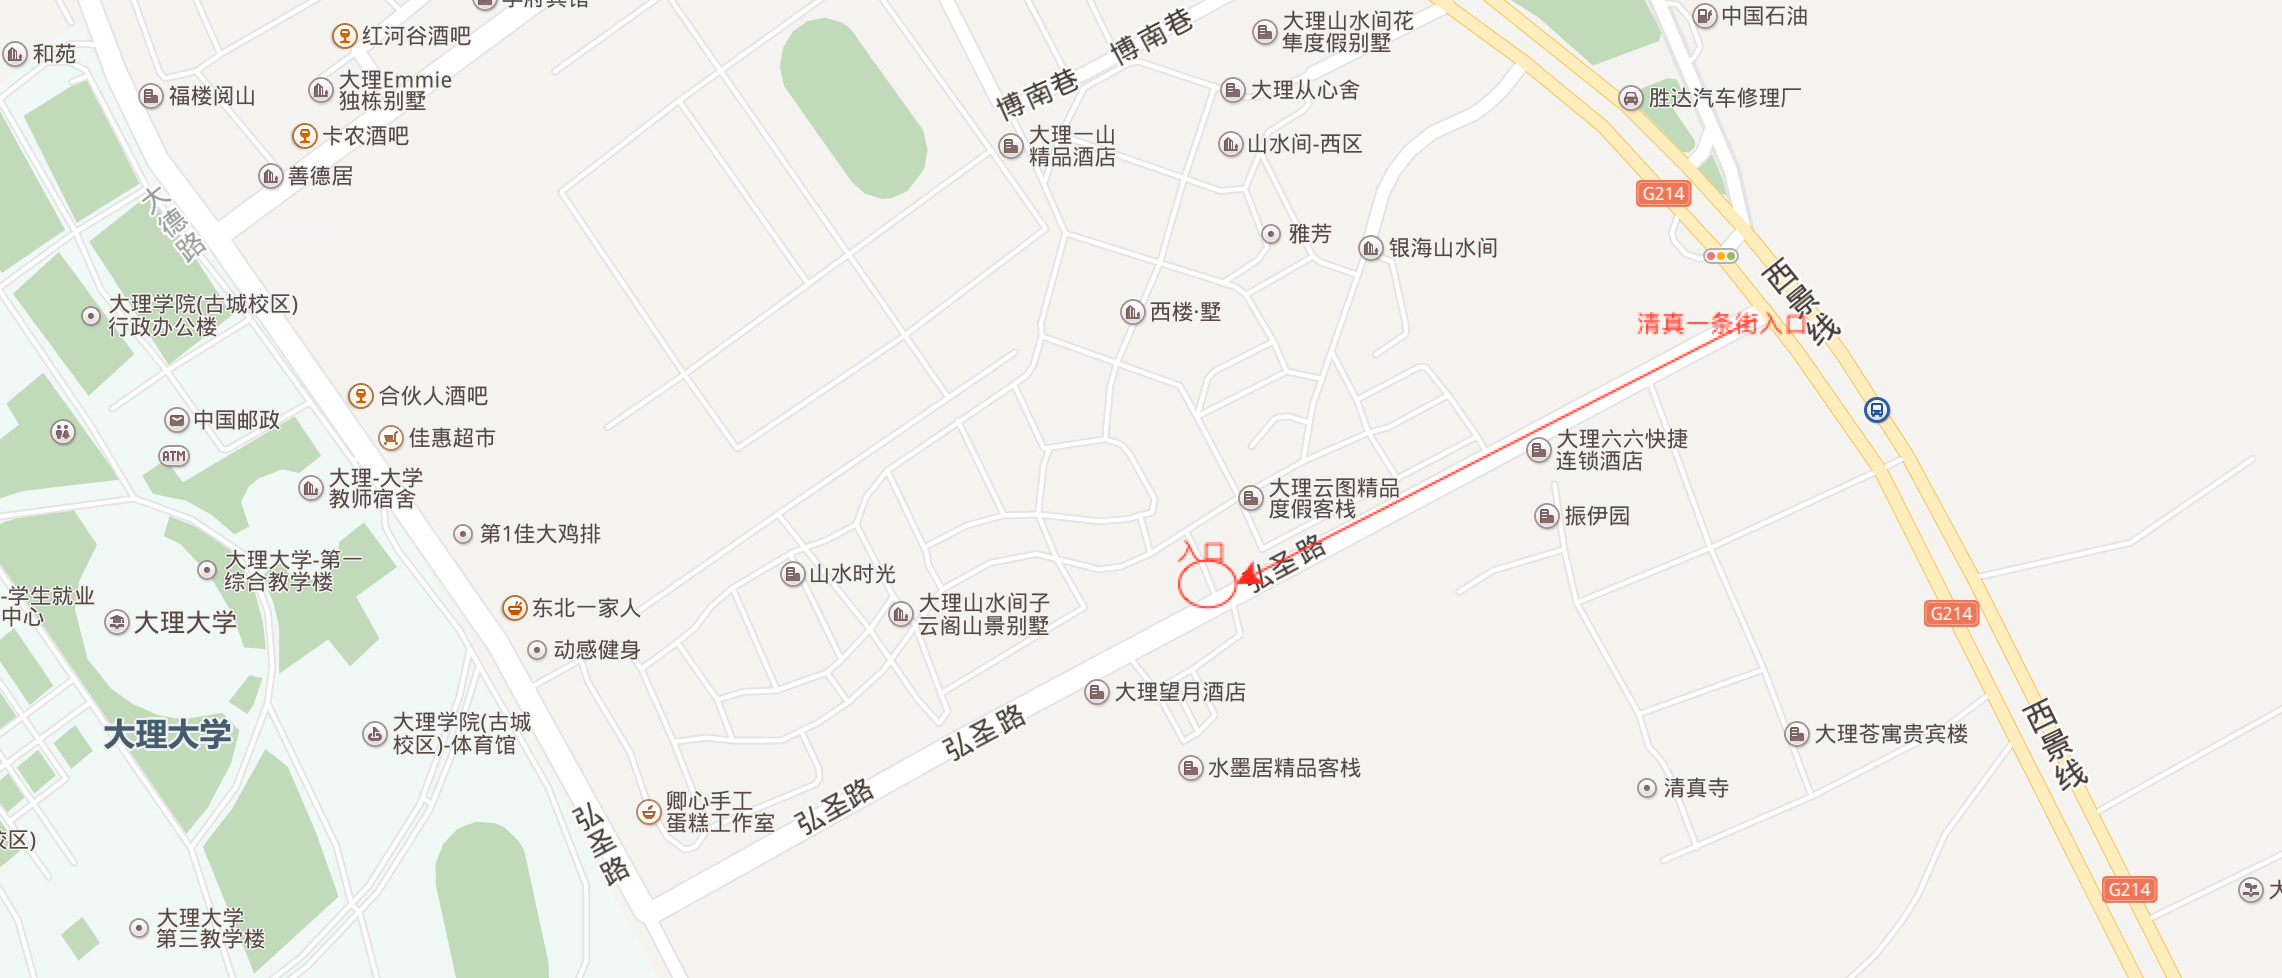 学府宾馆
红河谷酒吧
和苑
大理Emmie
独栋别墅
福楼阅山
卡农酒吧
善德居
大德路
博南巷
博南巷
大理山水间花
隼度假别墅
大理从心舍
大理一山
精品酒店
山水间-西区
雅芳
银海山水间
西楼·墅
中国石油
胜达汽车修理厂
G214
西景线
清真一条街入口
大理学院(古城校区)
行政办公楼
合伙人酒吧
中国邮政
佳惠超市
ATM
大理-大学
教师宿舍
第1佳大鸡排
大理大学-第一
综合教学楼
-学生就业
中心
大理大学
东北一家人
动感健身
山水时光
大理山水间子
云阁山景别墅
大理云图精品
度假客栈
大理六六快捷
连锁酒店
振伊园
入口
弘圣路
G214
大理望月酒店
弘圣路
水墨居精品客栈
大理苍寓贵宾楼
清真寺
西景线
大理大学
大理学院(古城
校区)-体育馆
弘圣路
卿心手工
蛋糕工作室
弘圣路
校区)
大理大学
第三教学楼
G214
大